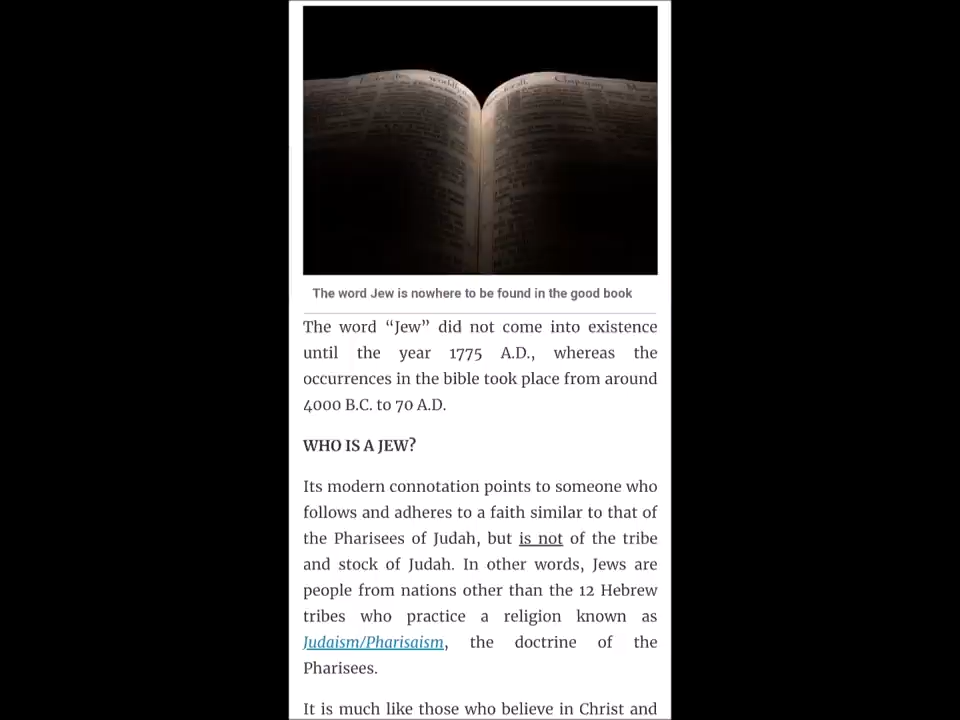 The word Jew is nowhere to be found in the good book
The word “Jew” did not come into existence
until the year 1775 A.D., whereas the
occurrences in the bible took place from around
4000 B.C. to 70 A.D.
WHO IS A JEW?
Its modern connotation points to someone who
follows and adheres to a faith similar to that of
the Pharisees of Judah, but is not of the tribe
and stock of Judah. In other words, Jews are
people from nations other than the 12 Hebrew
tribes who practice a religion known as
Judaism/Pharisaism, the doctrine of the
Pharisees.
It is much like those who believe in Christ and